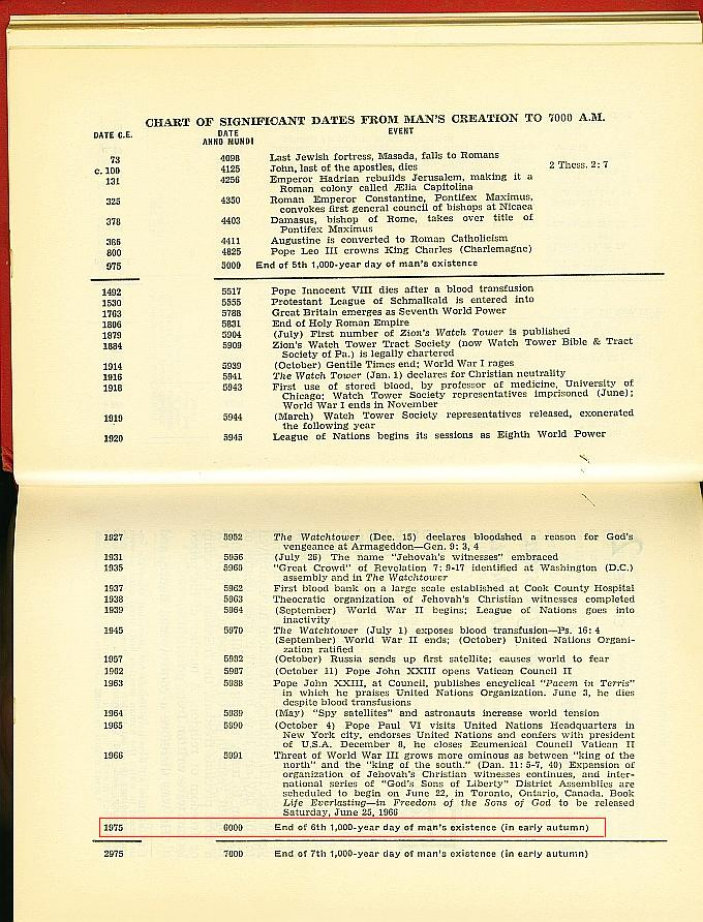 CHART OF SIGNIFICANT DATES FROM MAN'S CREATION TO 7000 A.M.
DATE C.E. DATE ANNO MUNDI EVENT
73 4098 Last Jewish fortress, Masada, falls to Romans
c. 100 4125 John, last of the apostles, dies 2 Thess. 2:7
131 4256 Emperor Hadrian rebuilds Jerusalem, making it a
Roman colony called Ælia Capitolina
325 4350 Roman Emperor Constantine, Pontifex Maximus,
convokes first general council of bishops at Nicaea
378 4403 Damasus, bishop of Rome, takes over title of
Pontifex Maximus
386 4411 Augustine is converted to Roman Catholicism
800 4825 Pope Leo III crowns King Charles (Charlemagne)
975 5000 End of 5th 1,000-year day of man's existence
1492 5517 Pope Innocent VIII dies after a blood transfusion
1530 5555 Protestant League of Schmalkald is entered into
1763 5788 Great Britain emerges as Seventh World Power
1806 5831 End of Holy Roman Empire
1879 5904 (July) First number of Zion's Watch Tower is published
1884 5909 Zion's Watch Tower Tract Society (now Watch Tower Bible & Tract
Society of Pa.) is legally chartered
1914 5939 (October) Gentile Times end; World War I rages
1916 5941 The Watch Tower (Jan. 1) declares for Christian neutrality
1918 5943 First use of stored blood, by professor of medicine, University of
Chicago; Watch Tower Society representatives imprisoned (June);
World War I ends in November
1919 5944 (March) Watch Tower Society representatives released, exonerated
the following year
1920 5945 League of Nations begins its sessions as Eighth World Power
1927 5952 The Watchtower (Dec. 15) declares bloodshed a reason for God's
vengeance at Armageddon—Gen. 9:3, 4
1931 5956 (July 26) The name "Jehovah's witnesses" embraced
1935 5960 "Great Crowd" of Revelation 7:9-17 identified at Washington (D.C.)
assembly and in The Watchtower
1937 5962 First blood bank on a large scale established at Cook County Hospital
1938 5963 Theocratic organization of Jehovah's Christian witnesses completed
1939 5964 (September) World War II begins; League of Nations goes into
inactivity
1945 5970 The Watchtower (July 1) exposes blood transfusion—Ps. 16:4
(September) World War II ends; (October) United Nations Organi-
zation ratified
1957 5982 (October) Russia sends up first satellite; causes world to fear
1962 5987 (October 11) Pope John XXIII opens Vatican Council II
1963 5988 Pope John XXIII, at Council, publishes encyclical "Pacem in Terris"
in which he praises United Nations Organization. June 3, he dies
despite blood transfusions
1964 5989 (May) "Spy satellites" and astronauts increase world tension
1965 5990 (October 4) Pope Paul VI visits United Nations Headquarters in
New York city, endorses United Nations and confers with president
of U.S.A. December 8, he closes Ecumenical Council Vatican II
1966 5991 Threat of World War III grows more ominous as between "king of the
north" and the "king of the south." (Dan. 11:5-7, 40) Expansion of
organization of Jehovah's Christian witnesses continues, and inter-
national series of "God's Sons of Liberty" District Assemblies are
scheduled to begin on June 22, in Toronto, Ontario, Canada. Book
Life Everlasting—in Freedom of the Sons of God to be released
Saturday, June 25, 1966
1975 6000 End of 6th 1,000-year day of man's existence (in early autumn)
2975 7000 End of 7th 1,000-year day of man's existence (in early autumn)